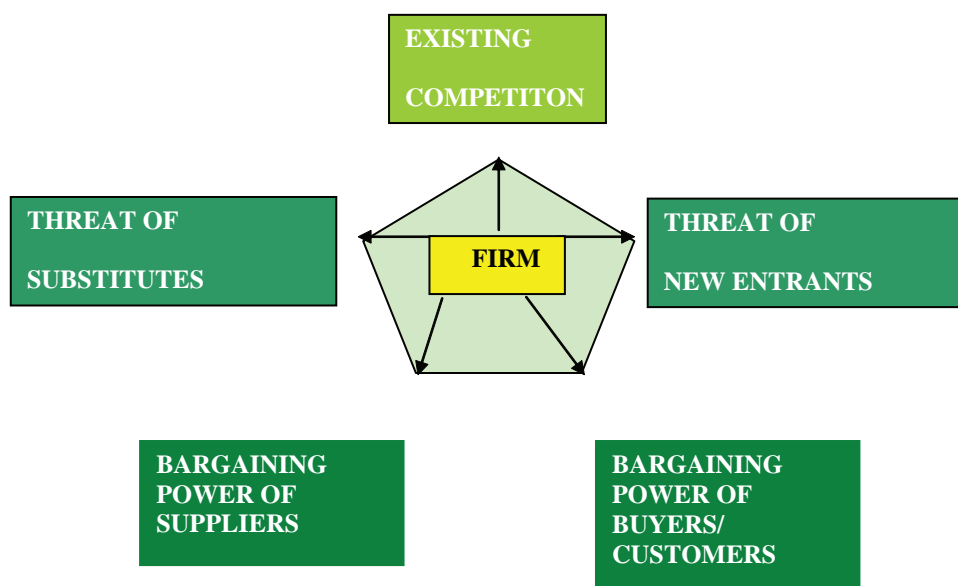 EXISTING
COMPETITON
THREAT OF
SUBSTITUTES
FIRM
THREAT OF
NEW ENTRANTS
BARGAINING
POWER OF
SUPPLIERS
BARGAINING
POWER OF
BUYERS/
CUSTOMERS